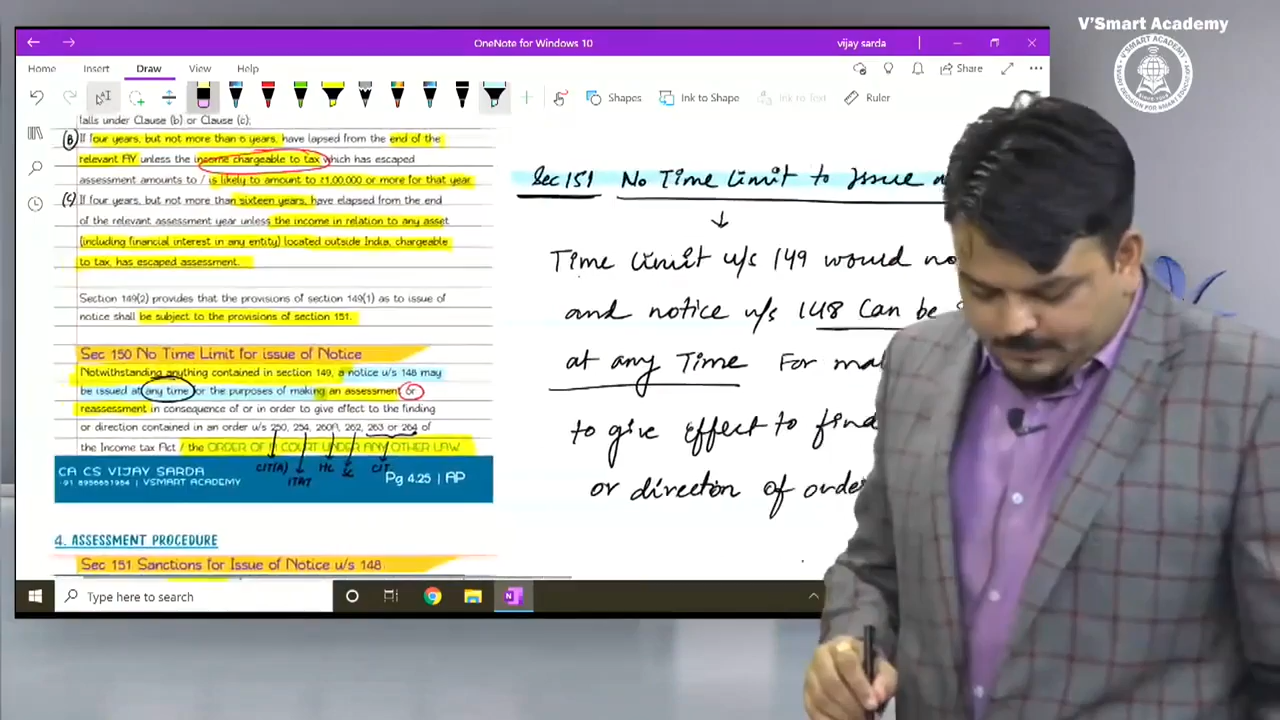 V'Smart Academy
OneNote for Windows 10
vijay sarda
Home Insert Draw View Help
Share
Shapes
Ink to Shape
Ink to Text
Ruler
falls under Clause (b) or Clause (c);
(B) If four years, but not more than 6 years, have lapsed from the end of the
relevant AY unless the income chargeable to tax which has escaped
assessment amounts to / is likely to amount to ₹1,00,000 or more for that year.
(C) If four years, but not more than sixteen years, have elapsed from the end
of the relevant assessment year unless the income in relation to any asset
(including financial interest in any entity) located outside India, chargeable
to tax, has escaped assessment.
Section 149(2) provides that the provisions of section 149(1) as to issue of
notice shall be subject to the provisions of section 151.
Sec 150 No Time Limit for issue of Notice
Notwithstanding anything contained in section 149, a notice u/s 148 may
be issued at any time for the purposes of making an assessment or
reassessment in consequence of or in order to give effect to the finding
or direction contained in an order u/s 250, 254, 260A, 262, 263 or 264 of
the Income tax Act / the ORDER OF COURT UNDER ANY OTHER LAW.
CIT(A) ITAT HC SC CIT
CA CS VIJAY SARDA
+91 8956651954 | VSMART ACADEMY
Pg 4.25 | AP
4. ASSESSMENT PROCEDURE
Sec 151 Sanctions for Issue of Notice u/s 148
Sec 151 No Time Limit to Issue
Time Limit u/s 149 would
and notice u/s 148 Can be
at any Time For
to give effect to
or direction of
Type here to search